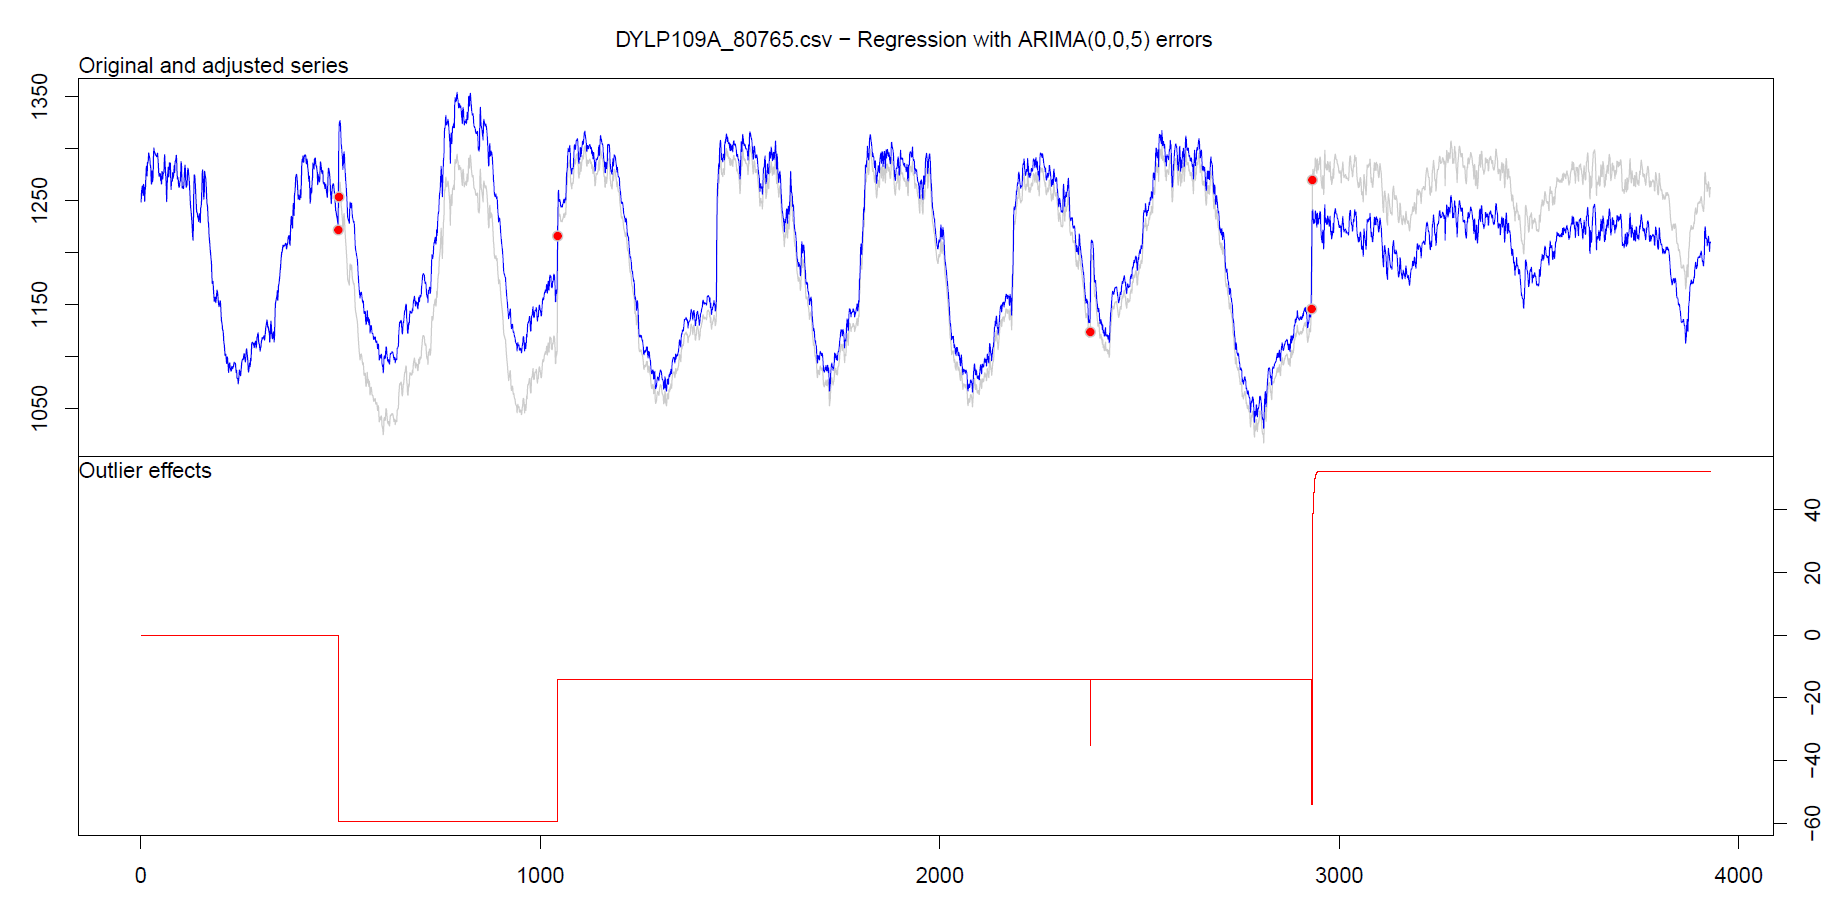 DYLP109A_80765.csv − Regression with ARIMA(0,0,5) errors
Original and adjusted series
1350
1250
1150
1050
Outlier effects
40
20
0
−20
−40
−60
0 1000 2000 3000 4000